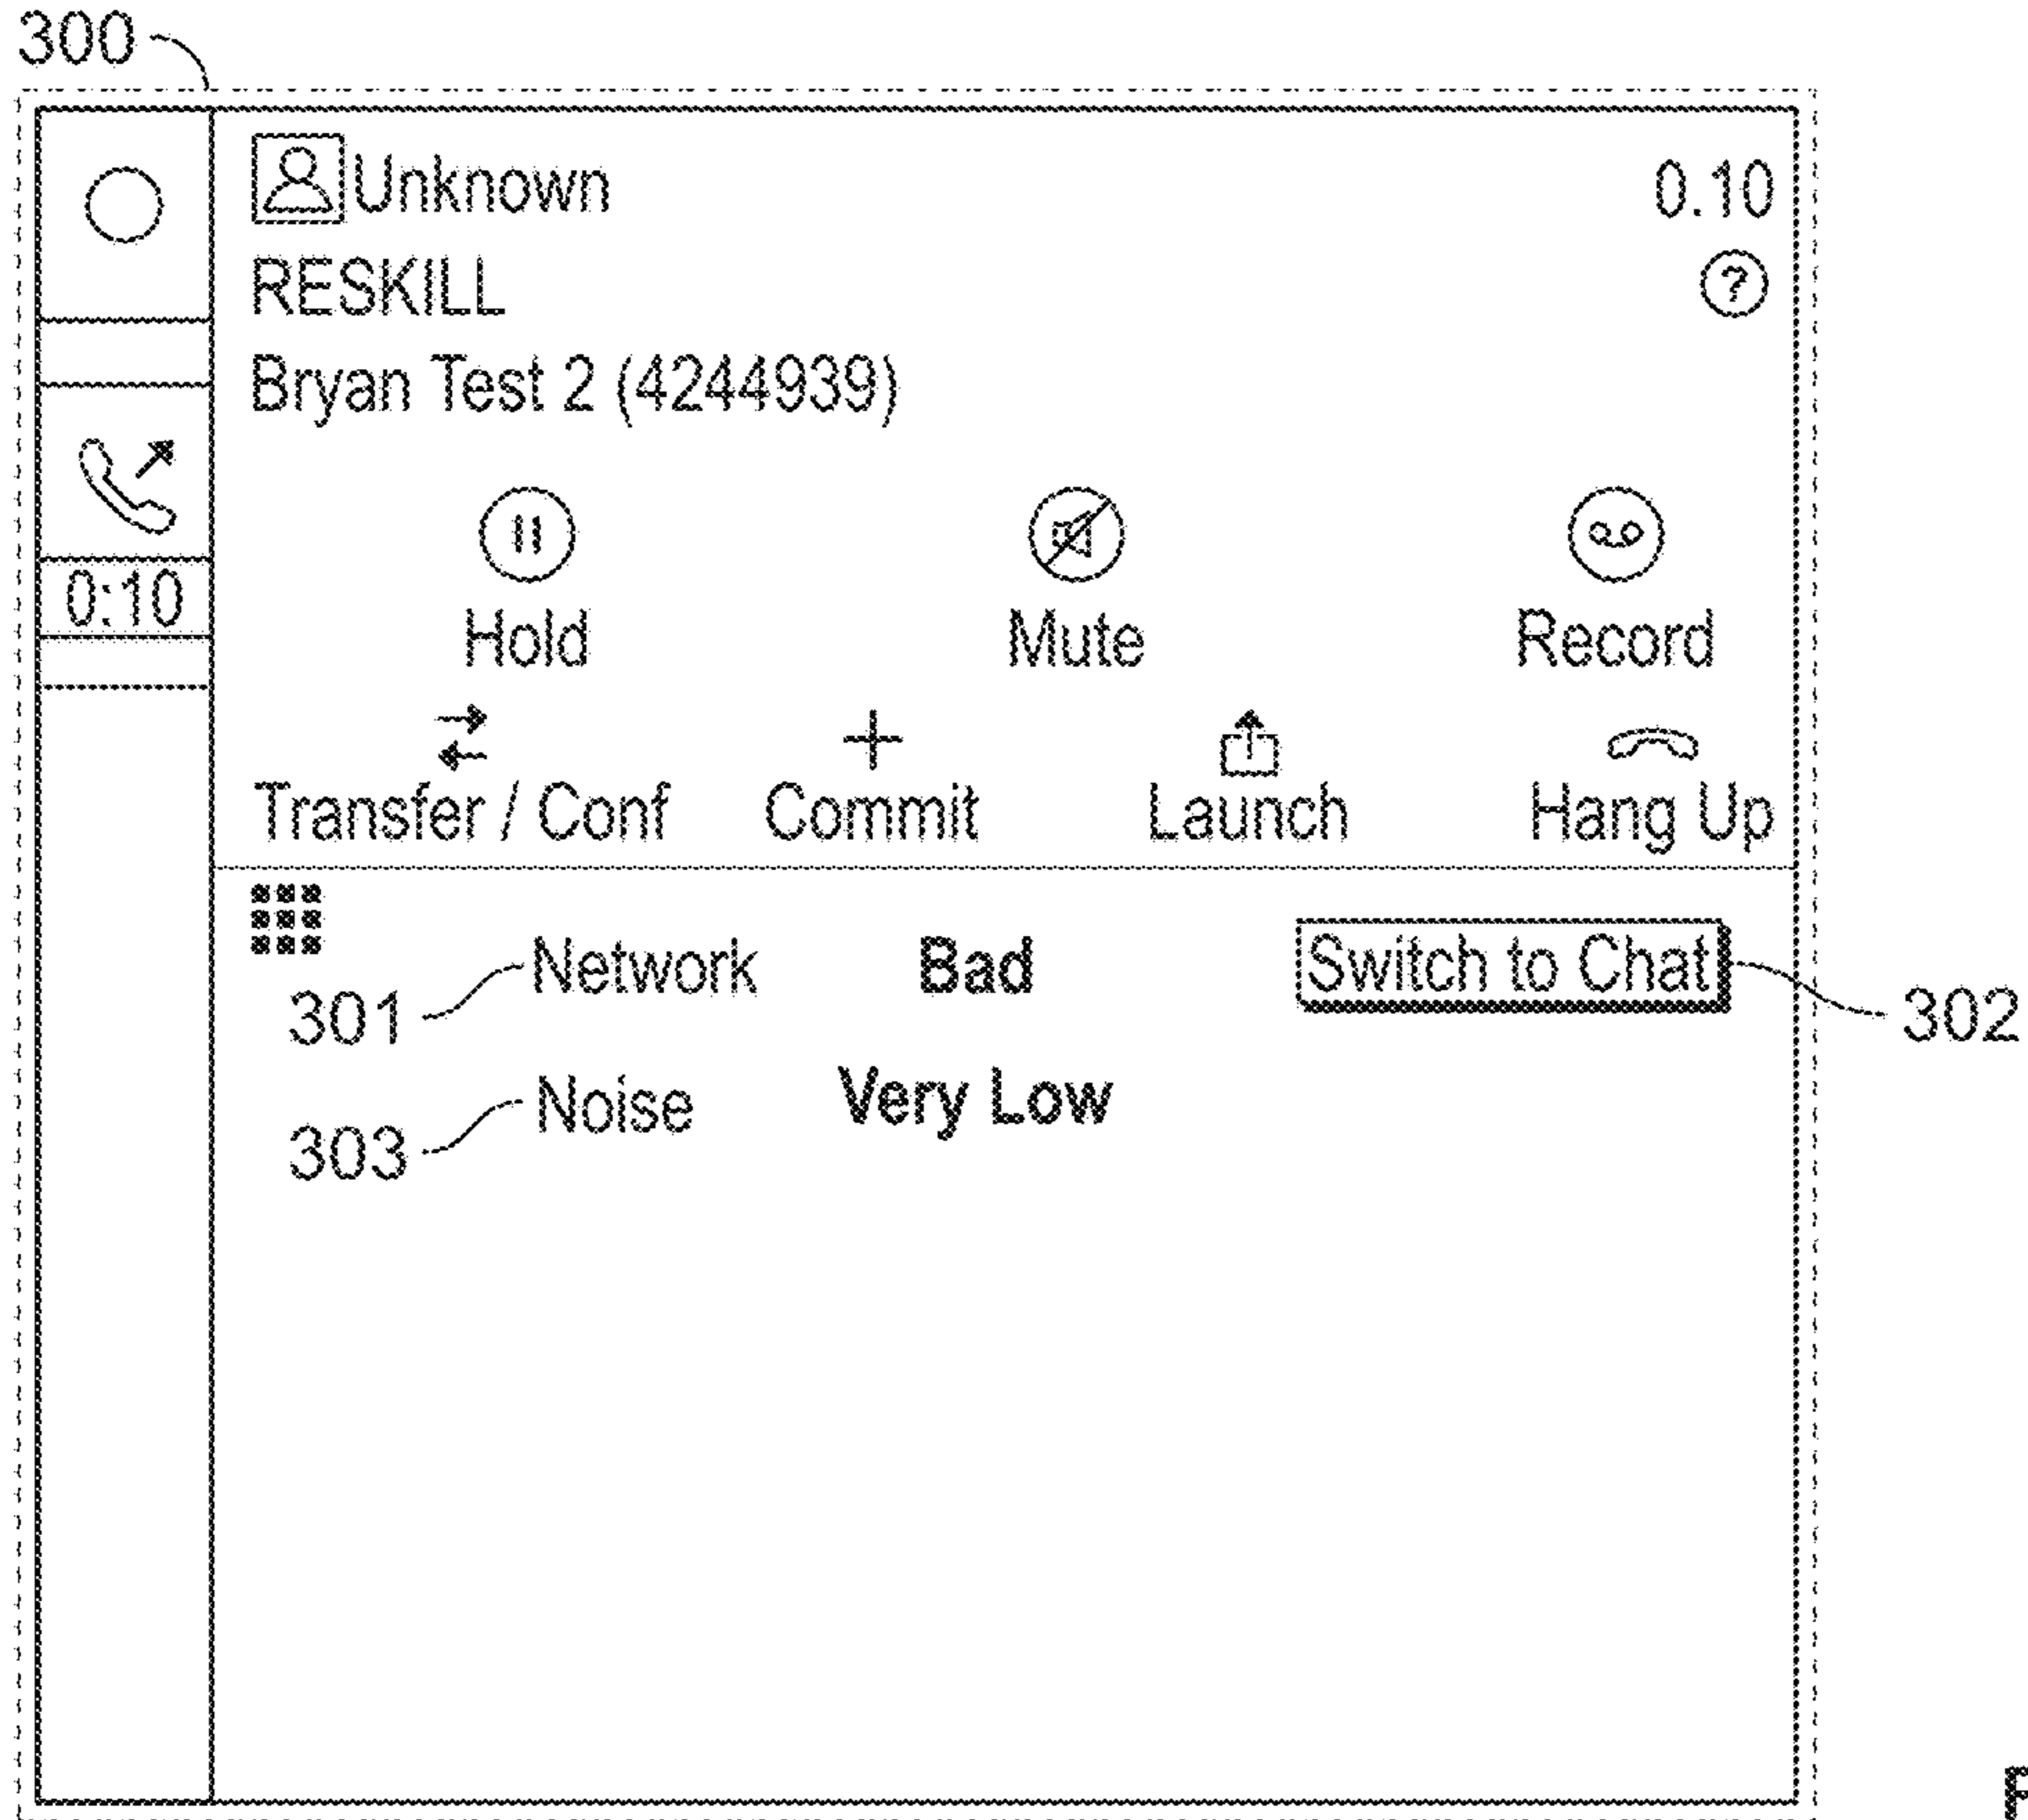 300
Unknown 0.10
RESKILL ?
Bryan Test 2 (4244939)
0:10
Hold Mute Record
Transfer / Conf Commit Launch Hang Up
Network Bad Switch to Chat
301 302
Noise Very Low
303